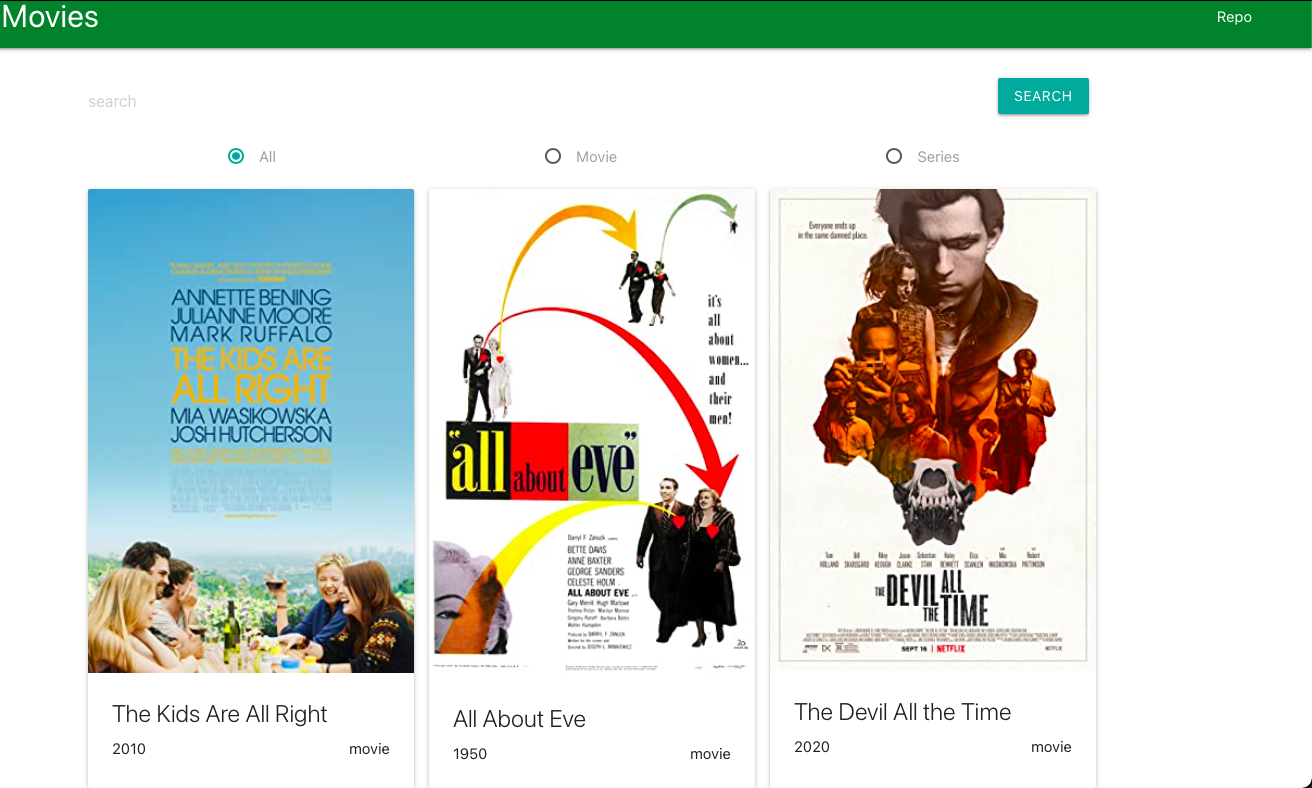 Movies
Repo
search
SEARCH
All
Movie
Series
ANNETTE BENING
JULIANNE MOORE
MARK RUFFALO
THE KIDS ARE
ALL RIGHT
MIA WASIKOWSKA
JOSH HUTCHERSON
The Kids Are All Right
2010
movie
it's
all
about
women...
and
their
men!
"all about eve"
Darryl F. Zanuck
BETTE DAVIS
ANNE BAXTER
GEORGE SANDERS
CELESTE HOLM
ALL ABOUT EVE
Gary Merrill Hugh Marlowe
Thelma Ritter Marilyn Monroe
Gregory Ratoff Barbara Bates
Walter Hampden
Produced by DARRYL F. ZANUCK
Written for the screen and
Directed by JOSEPH L. MANKIEWICZ
All About Eve
1950
movie
Everyone ends up
in the same damned place.
Tom HOLLAND
Bill SKARSGÅRD
Riley KEOUGH
Jason CLARKE
Sebastian STAN
Haley BENNETT
Eliza SCANLEN
Mia WASIKOWSKA
Robert PATTINSON
THE DEVIL ALL
THE TIME
SEPT 16 | NETFLIX
NETFLIX
The Devil All the Time
2020
movie